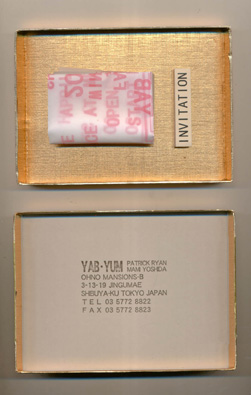 INVITATION
YAB-YUM PATRICK RYAN
MAMI YOSHIDA
OHNO MANSIONS-B
3-13-19 JINGUMAE
SHIBUYA-KU TOKYO JAPAN
TEL 03 5772 8822
FAX 03 5772 8823